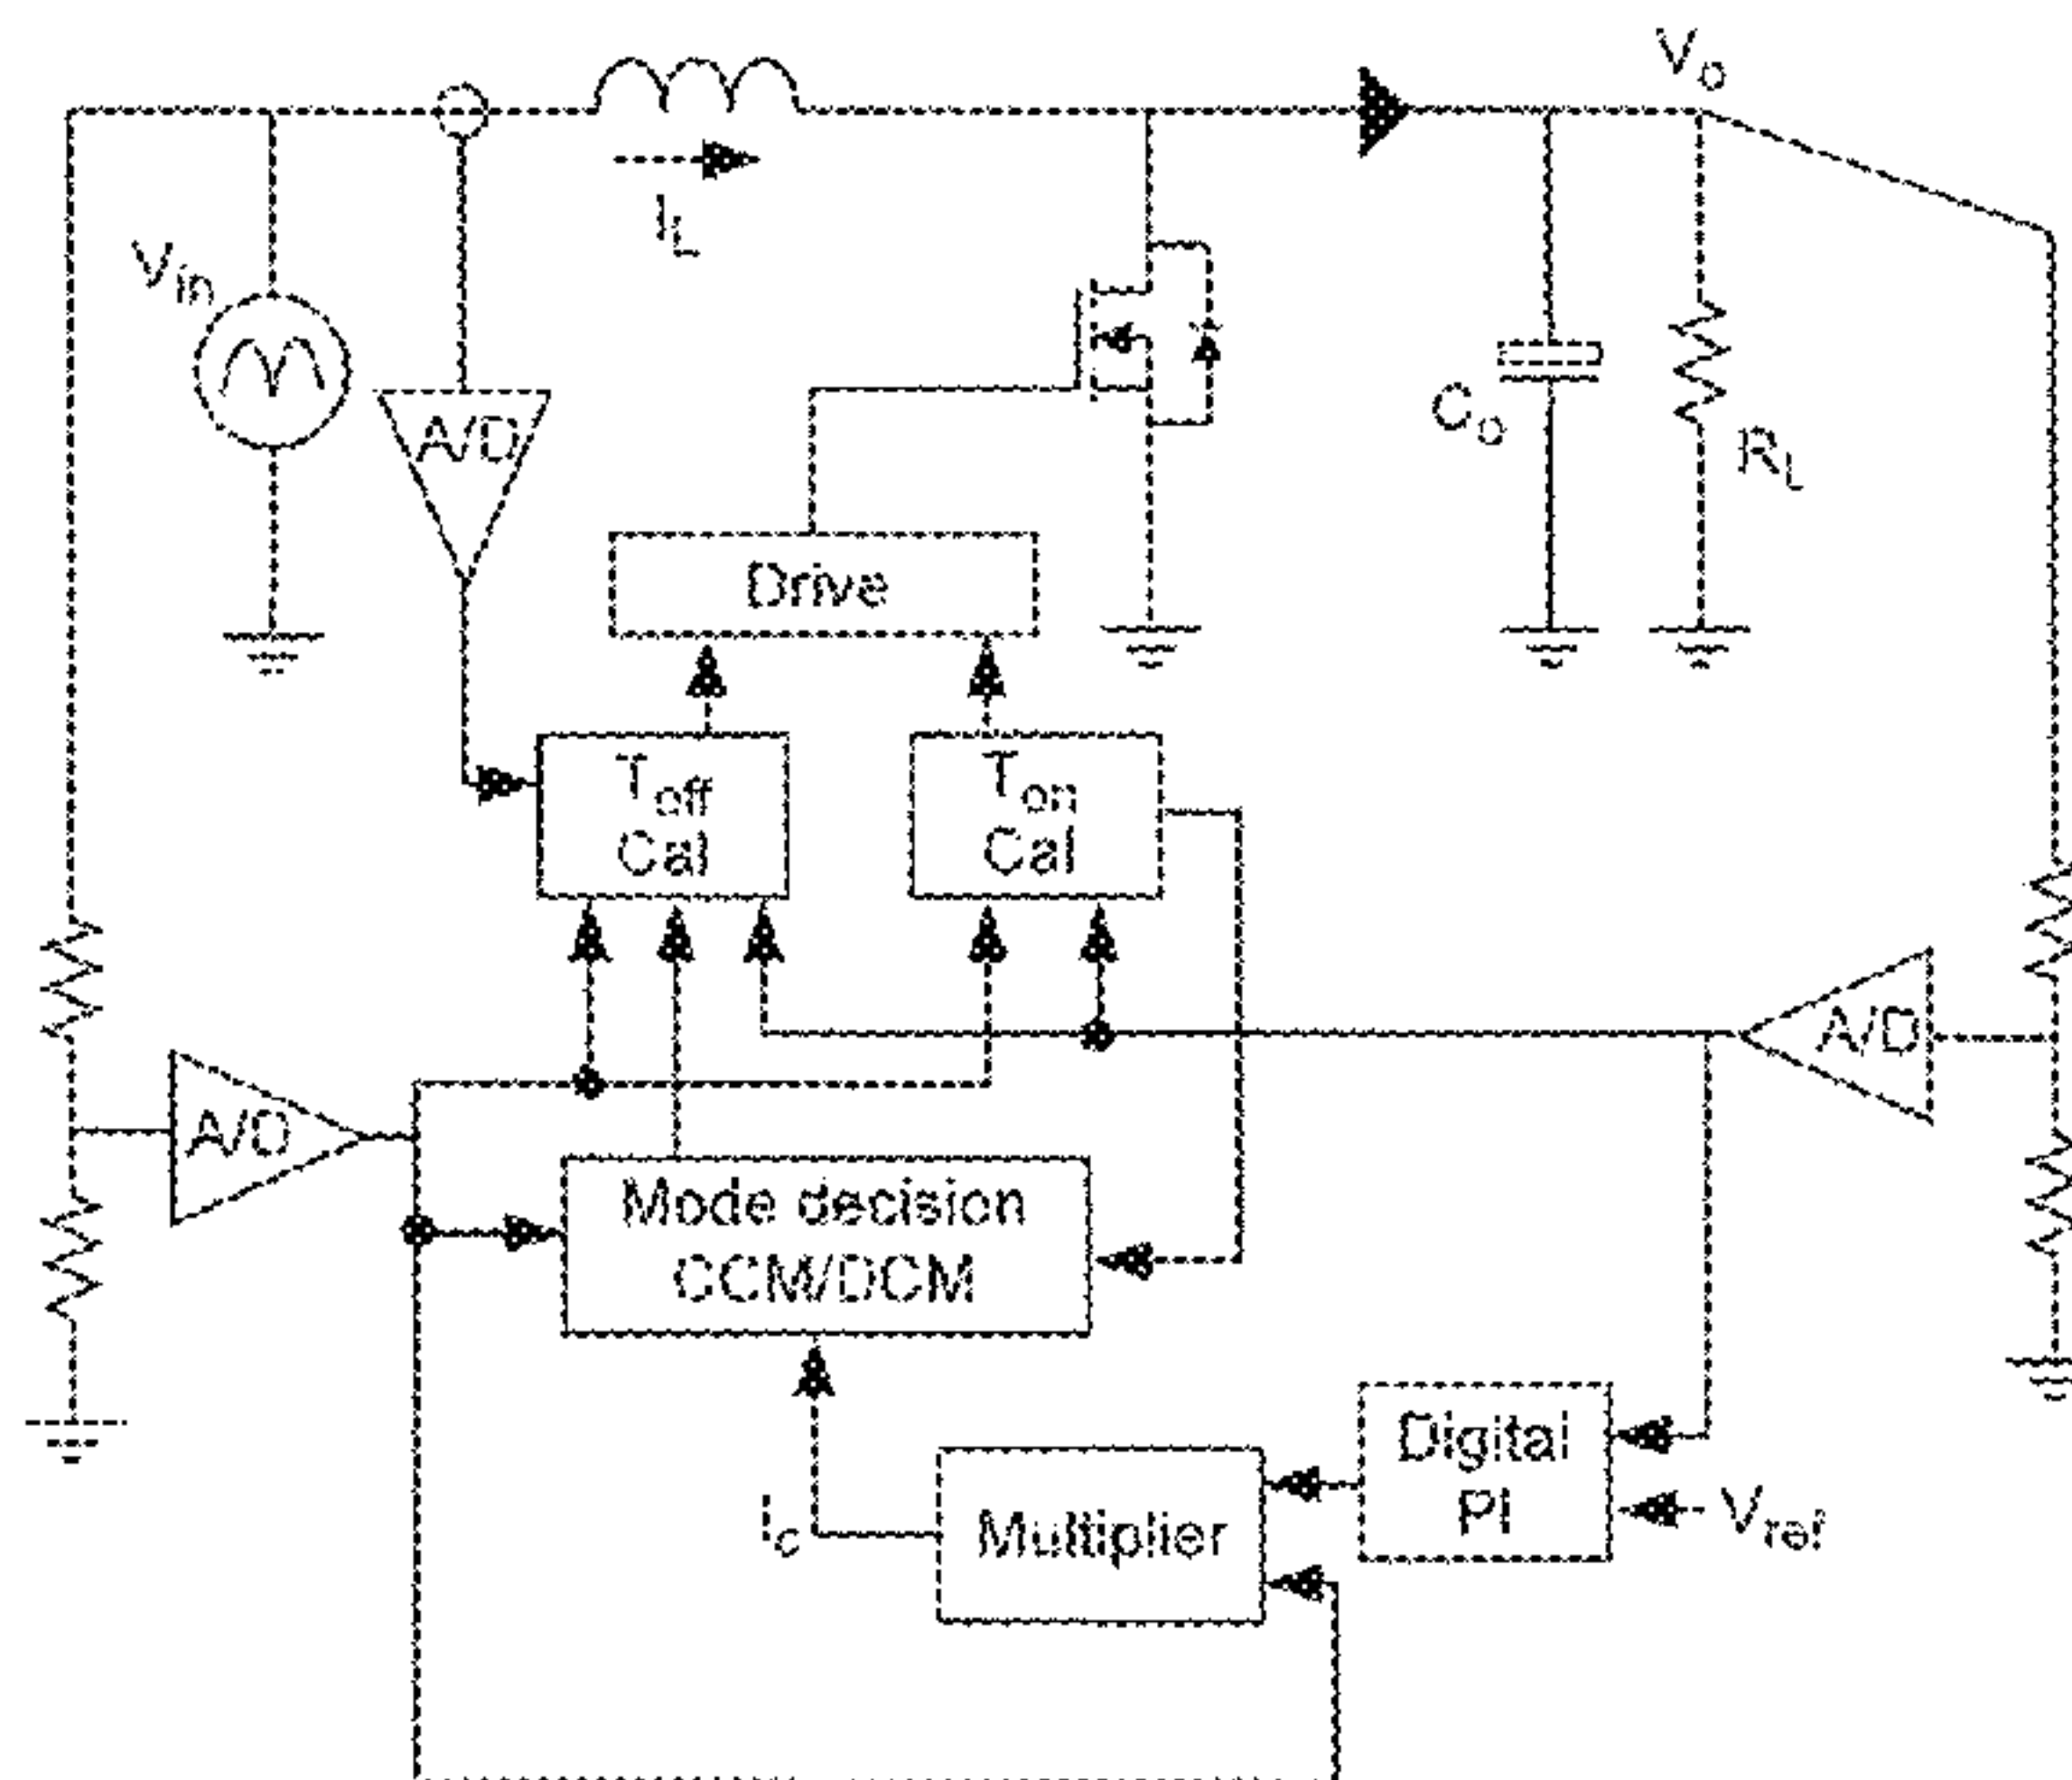 Vo
IL
Vin
A/D
Co
RL
Drive
Toff
Cal
Ton
Cal
A/D
A/D
Mode decision
CCM/DCM
Digital
PI
Ic
Multiplier
Vref